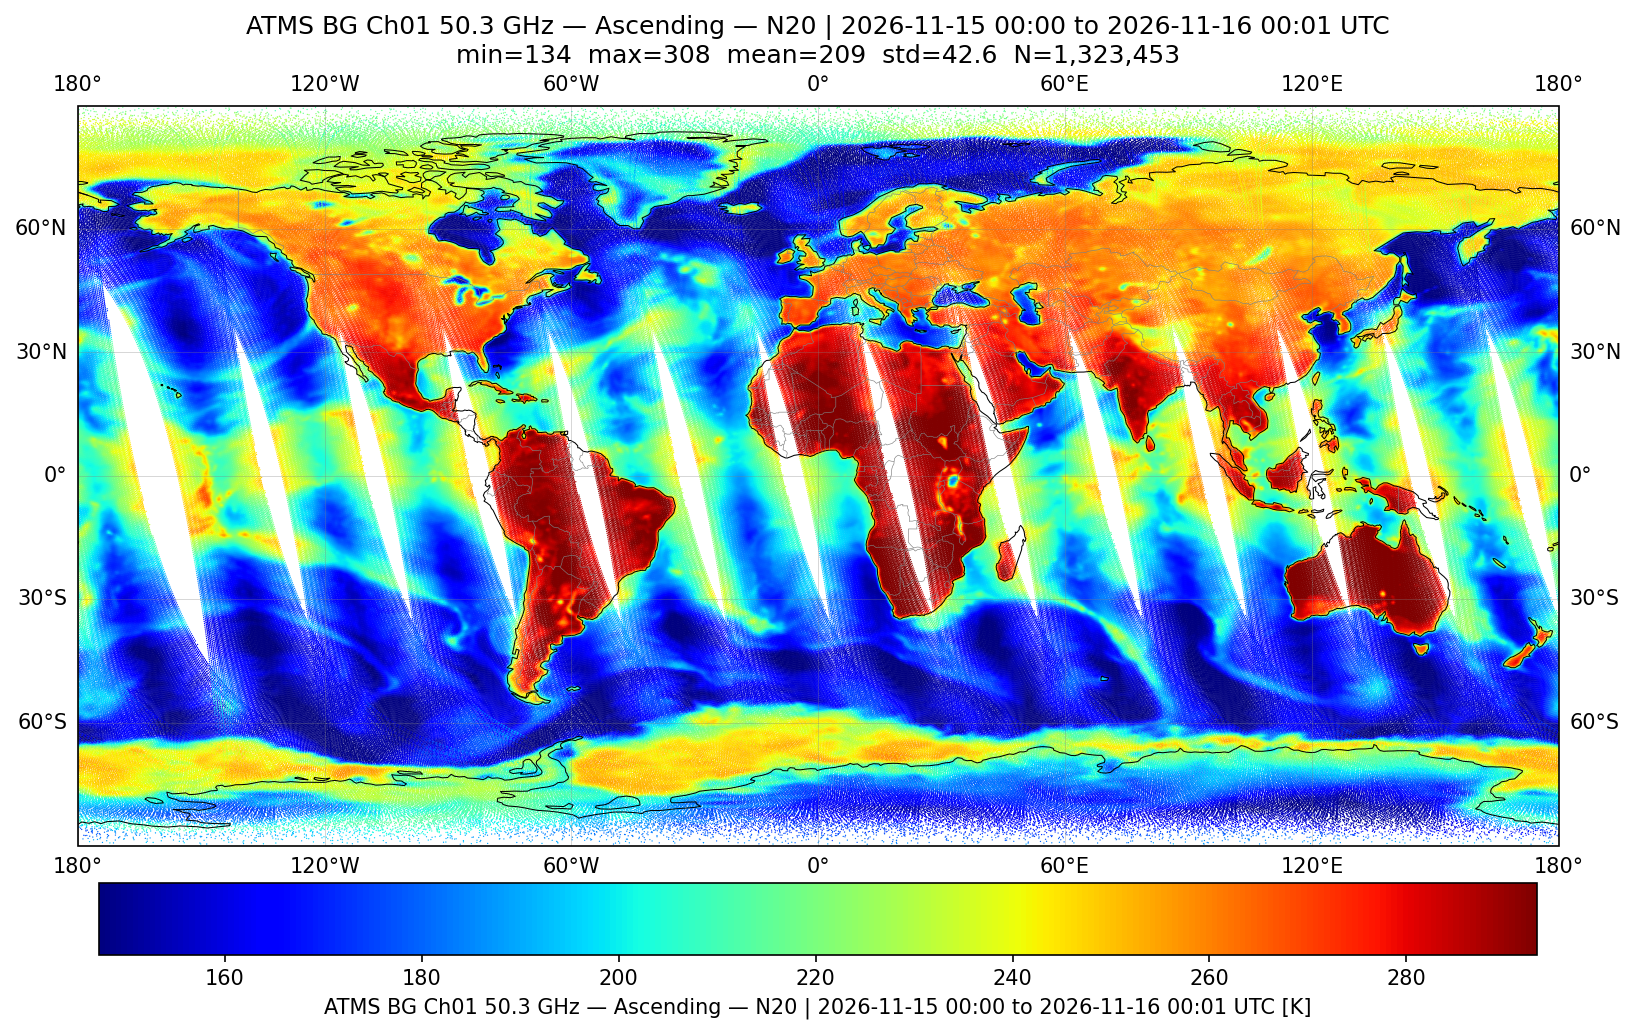 ATMS BG Ch01 50.3 GHz — Ascending — N20 | 2026-11-15 00:00 to 2026-11-16 00:01 UTC
min=134 max=308 mean=209 std=42.6 N=1,323,453
180° 120°W 60°W 0° 60°E 120°E 180°
60°N 60°N
30°N 30°N
0° 0°
30°S 30°S
60°S 60°S
180° 120°W 60°W 0° 60°E 120°E 180°
160 180 200 220 240 260 280
ATMS BG Ch01 50.3 GHz — Ascending — N20 | 2026-11-15 00:00 to 2026-11-16 00:01 UTC [K]